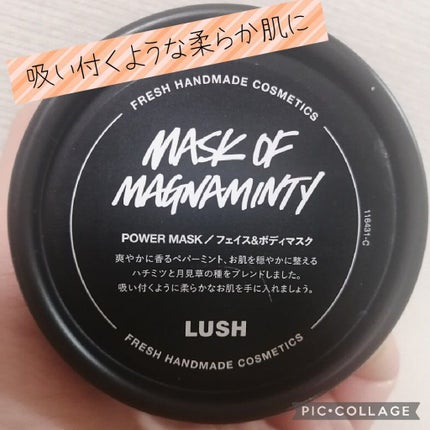 吸い付くような柔らか肌に
FRESH HANDMADE COSMETICS
MASK OF
MAGNAMINTY
POWER MASK/フェイス&ボディマスク
爽やかに香るペパーミント、お肌を穏やかに整える
ハチミツと月見草の種をブレンドしました。
吸い付くように柔らかなお肌を手に入れましょう。
LUSH
FRESH HANDMADE COSMETICS
116431-C
PIC•COLLAGE